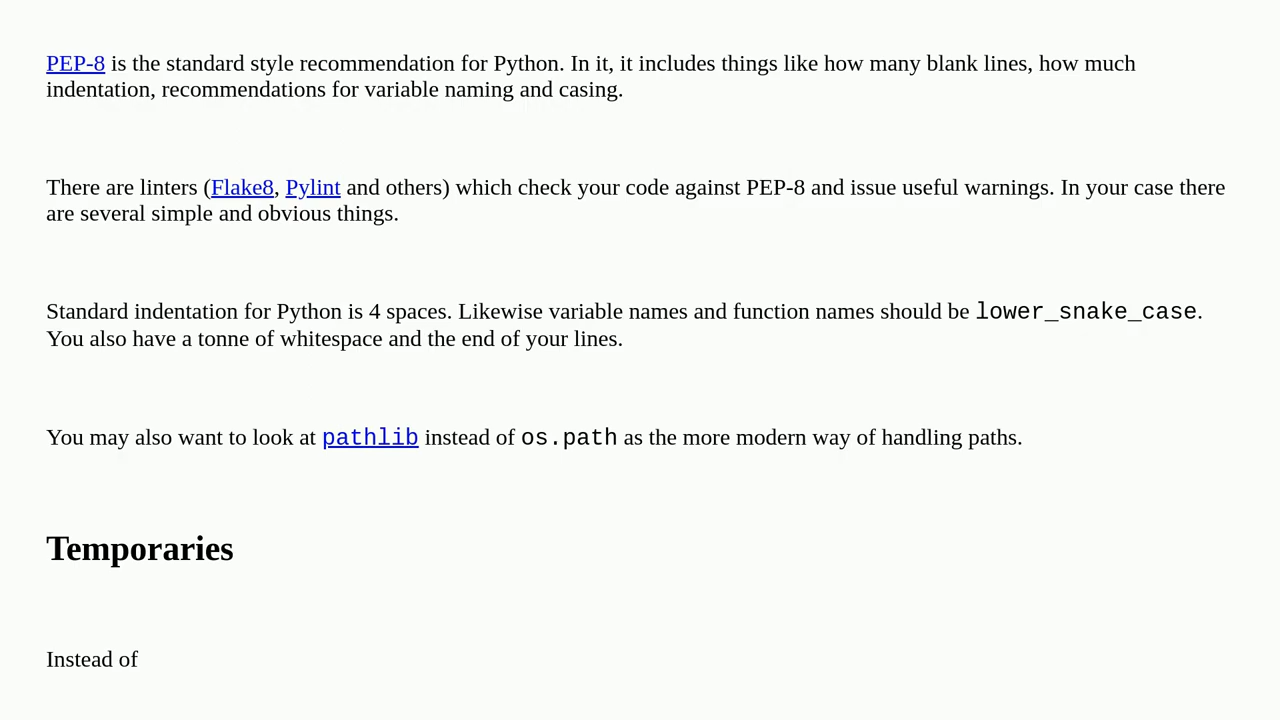 PEP-8 is the standard style recommendation for Python. In it, it includes things like how many blank lines, how much
indentation, recommendations for variable naming and casing.
There are linters (Flake8, Pylint and others) which check your code against PEP-8 and issue useful warnings. In your case there
are several simple and obvious things.
Standard indentation for Python is 4 spaces. Likewise variable names and function names should be lower_snake_case.
You also have a tonne of whitespace and the end of your lines.
You may also want to look at pathlib instead of os.path as the more modern way of handling paths.
Temporaries
Instead of